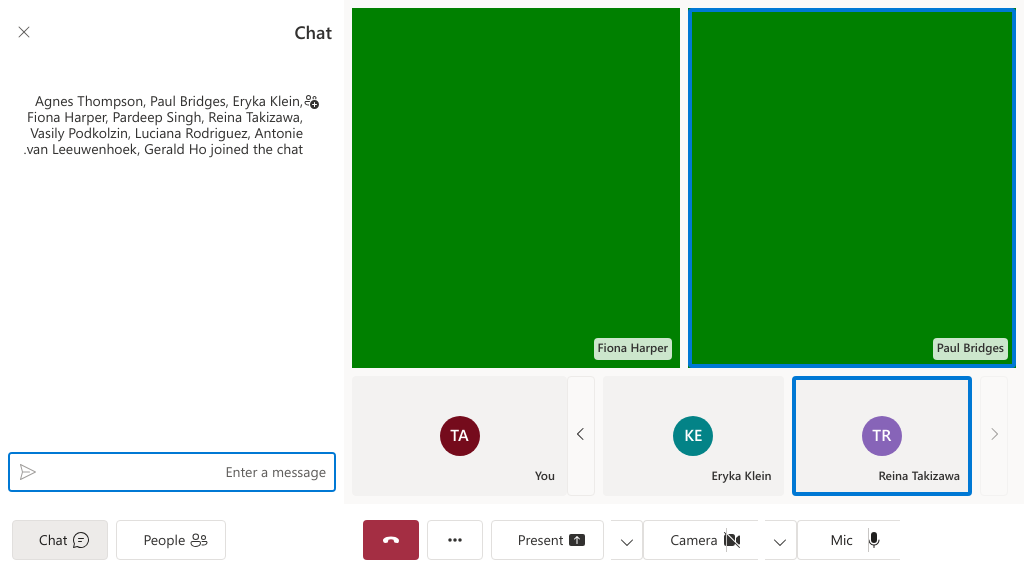 Chat
Agnes Thompson, Paul Bridges, Eryka Klein,
Fiona Harper, Pardeep Singh, Reina Takizawa,
Vasily Podkolzin, Luciana Rodriguez, Antonie
.van Leeuwenhoek, Gerald Ho joined the chat
Enter a message
Fiona Harper
Paul Bridges
TA
You
KE
Eryka Klein
TR
Reina Takizawa
Chat
People
Present
Camera
Mic